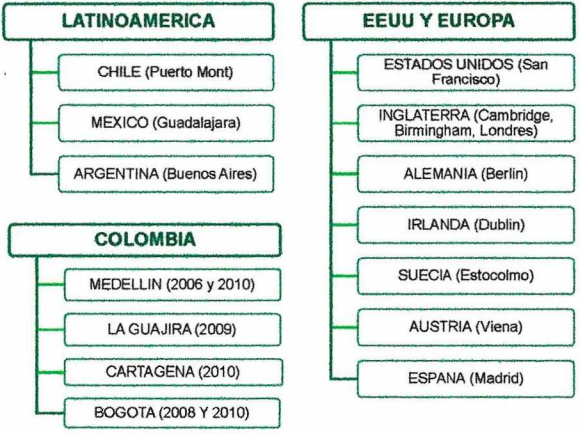 LATINOAMERICA
CHILE (Puerto Mont)
MEXICO (Guadalajara)
ARGENTINA (Buenos Aires)
COLOMBIA
MEDELLIN (2006 y 2010)
LA GUAJIRA (2009)
CARTAGENA (2010)
BOGOTA (2008 Y 2010)
EEUU Y EUROPA
ESTADOS UNIDOS (San
Francisco)
INGLATERRA (Cambridge,
Birmingham, Londres)
ALEMANIA (Berlin)
IRLANDA (Dublin)
SUECIA (Estocolmo)
AUSTRIA (Viena)
ESPANA (Madrid)